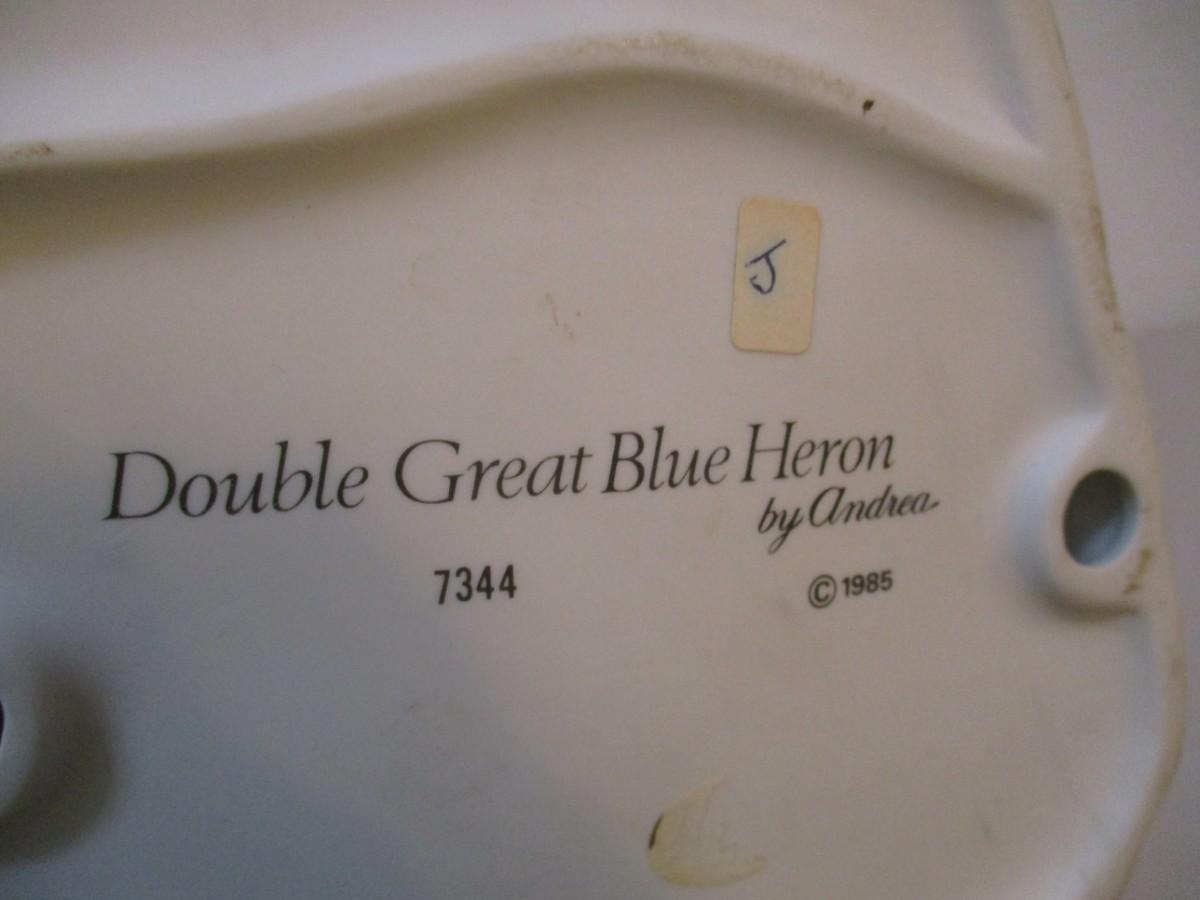 J
Double Great Blue Heron
by Andrea
7344
© 1985